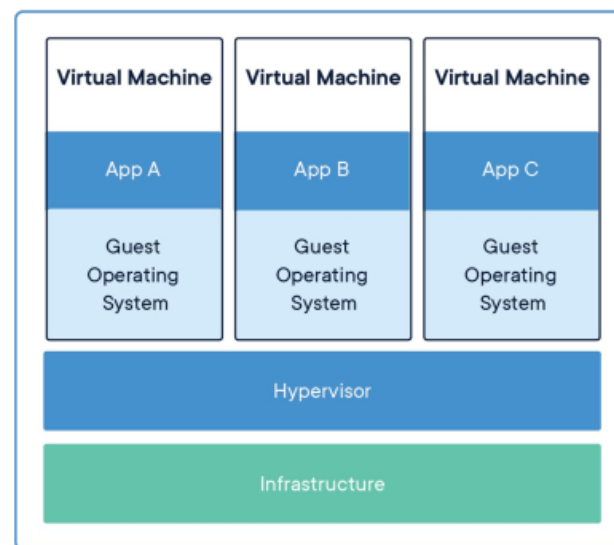 Virtual Machine
Virtual Machine
Virtual Machine
App A
App B
App C
Guest
Operating
System
Guest
Operating
System
Guest
Operating
System
Hypervisor
Infrastructure